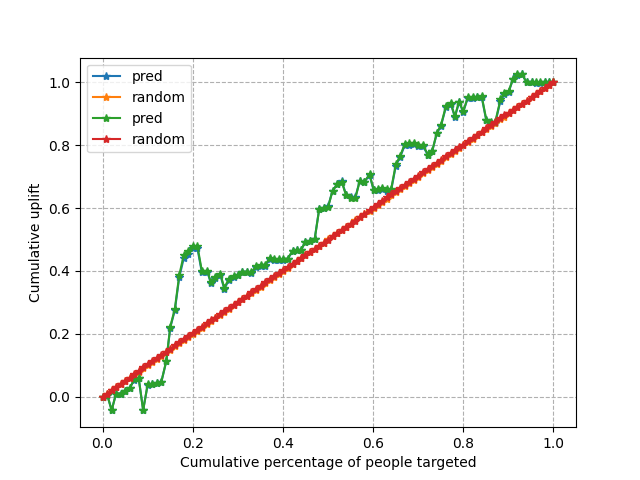 pred
random
pred
random
1.0
0.8
0.6
0.4
0.2
0.0
Cumulative uplift
0.0 0.2 0.4 0.6 0.8 1.0
Cumulative percentage of people targeted